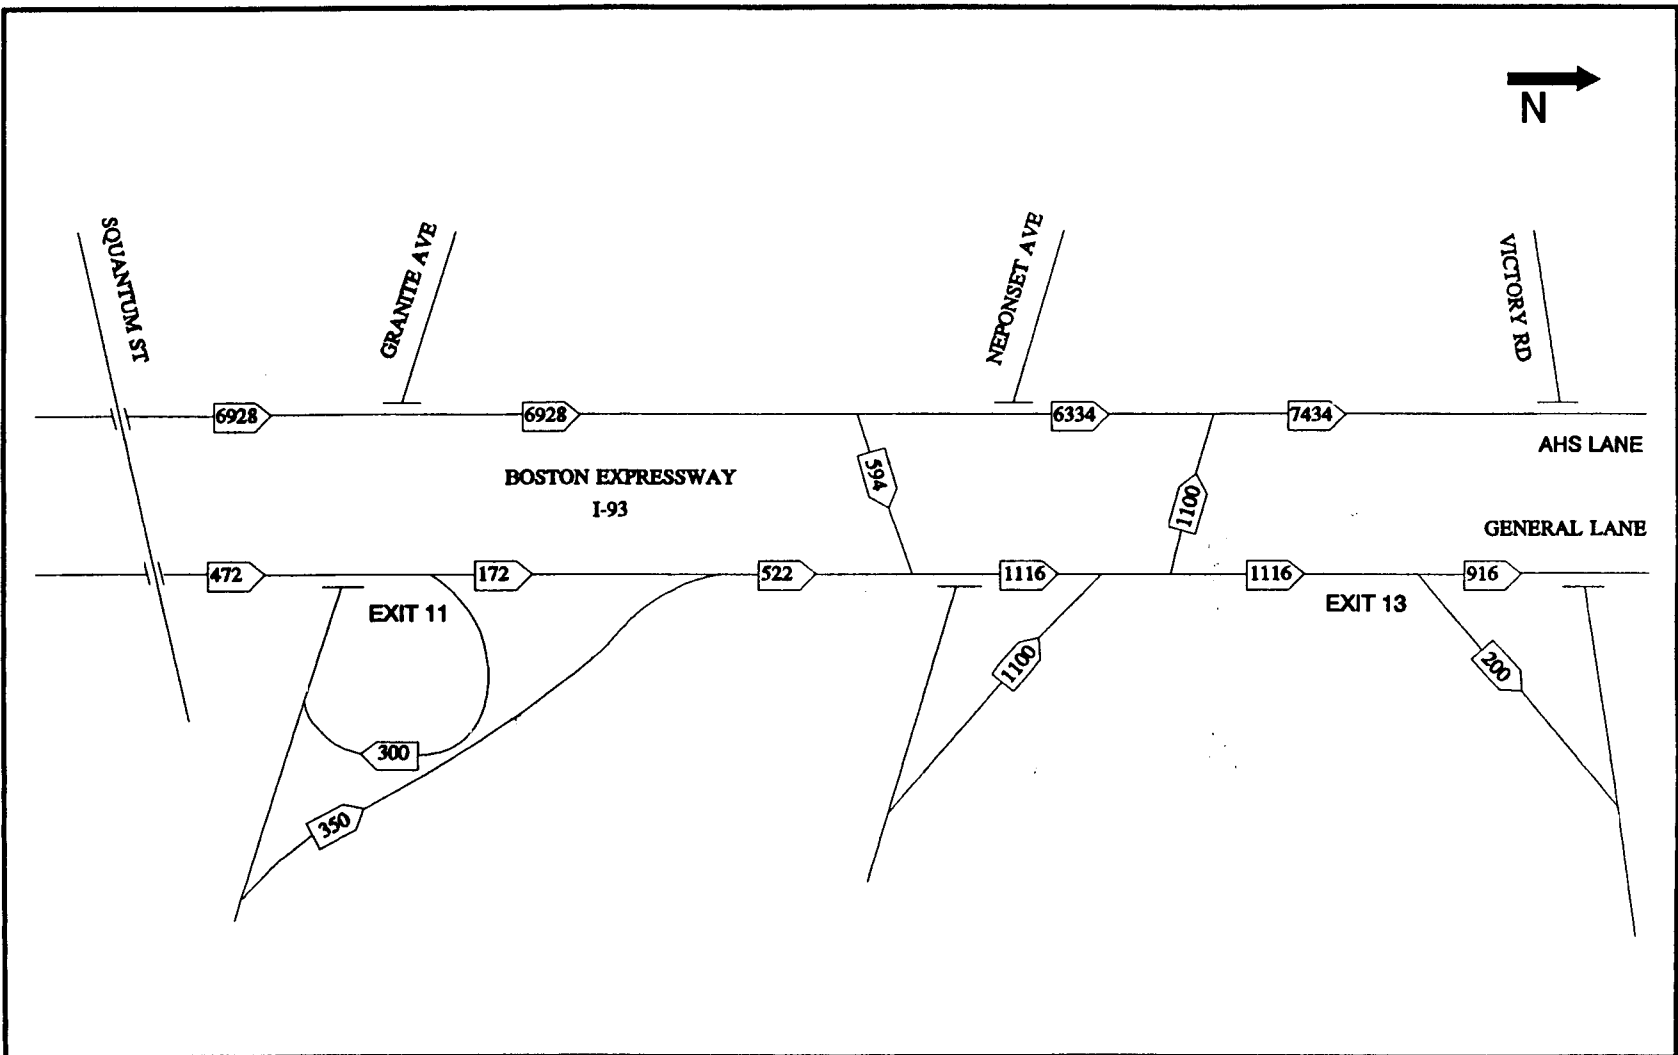 N
SQUANTUM ST
GRANITE AVE
NEPONSET AVE
VICTORY RD
6928
6928
6334
7434
AHS LANE
594
BOSTON EXPRESSWAY
I-93
1100
GENERAL LANE
472
172
522
1116
1116
916
EXIT 11
EXIT 13
1100
200
300
350